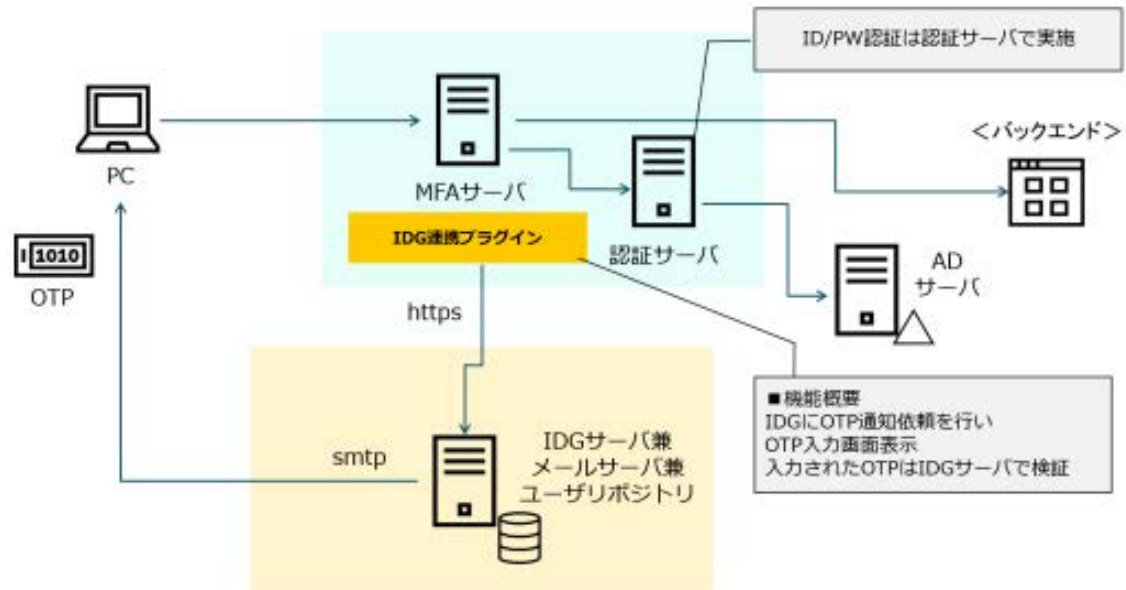 ID/PW認証は認証サーバで実施
<バックエンド>
PC
MFAサーバ
IDG連携プラグイン
認証サーバ
AD
サーバ
1010
OTP
https
■機能概要
IDGにOTP通知依頼を行い
OTP入力画面表示
入力されたOTPはIDGサーバで検証
smtp
IDGサーバ兼
メールサーバ兼
ユーザリポジトリ